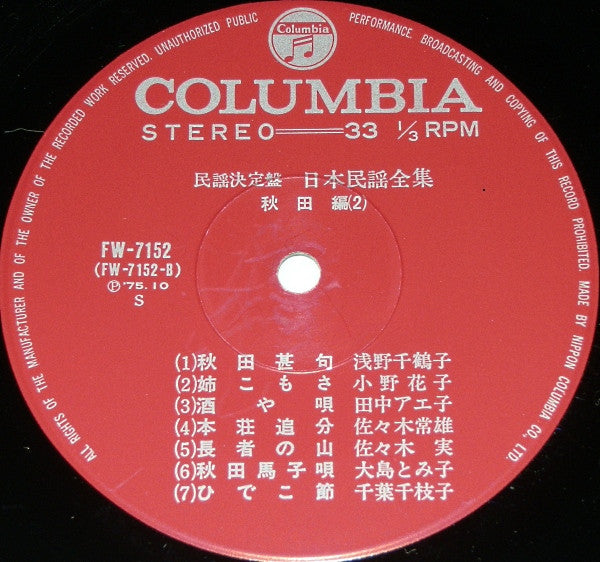 ALL RIGHTS OF THE MANUFACTURER AND OF THE OWNER OF THE RECORDED WORK RESERVED. UNAUTHORIZED PUBLIC PERFORMANCE, BROADCASTING AND COPYING OF THIS RECORD PROHIBITED. MADE BY NIPPON COLUMBIA CO., LTD.
Columbia
COLUMBIA
STEREO 33 1/3 RPM
民謡決定盤 日本民謡全集
秋田編(2)
FW-7152
(FW-7152-B)
Ⓟ'75.10
S
(1)秋田甚句 浅野千鶴子
(2)姉こもさ 小野花子
(3)酒や唄 田中アエ子
(4)本荘追分 佐々木常雄
(5)長者の山 佐々木実
(6)秋田馬子唄 大島とみ子
(7)ひでこ節 千葉千枝子